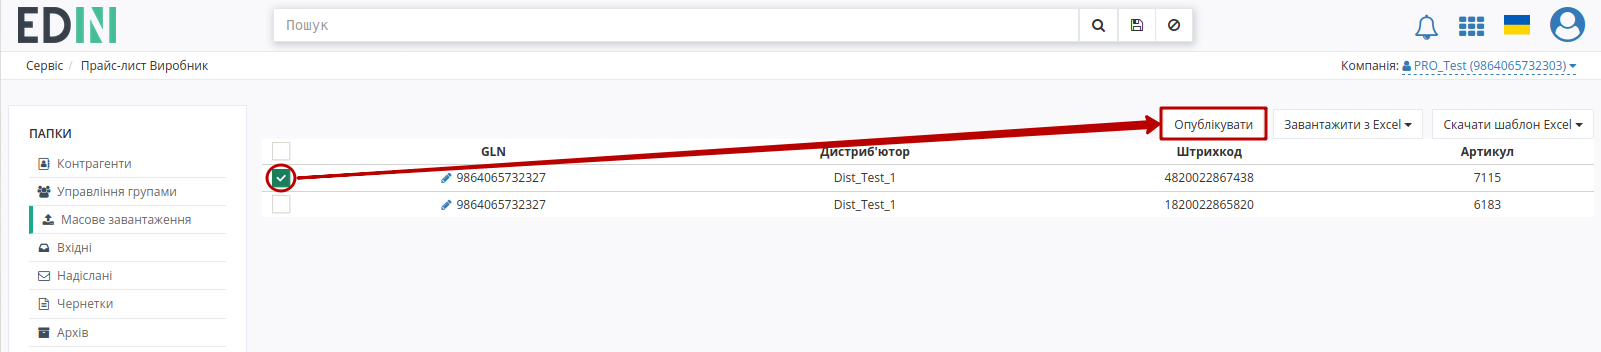 EDIN
Пошук
Сервіс / Прайс-лист Виробник
Компанія: PRO_Test (9864065732303)
ПАПКИ
Контрагенти
Управління групами
Масове завантаження
Вхідні
Надіслані
Чернетки
Архів
Опублікувати Завантажити з Excel Скачати шаблон Excel
GLN Дистриб'ютор Штрихкод Артикул
9864065732327 Dist_Test_1 4820022867438 7115
9864065732327 Dist_Test_1 1820022865820 6183